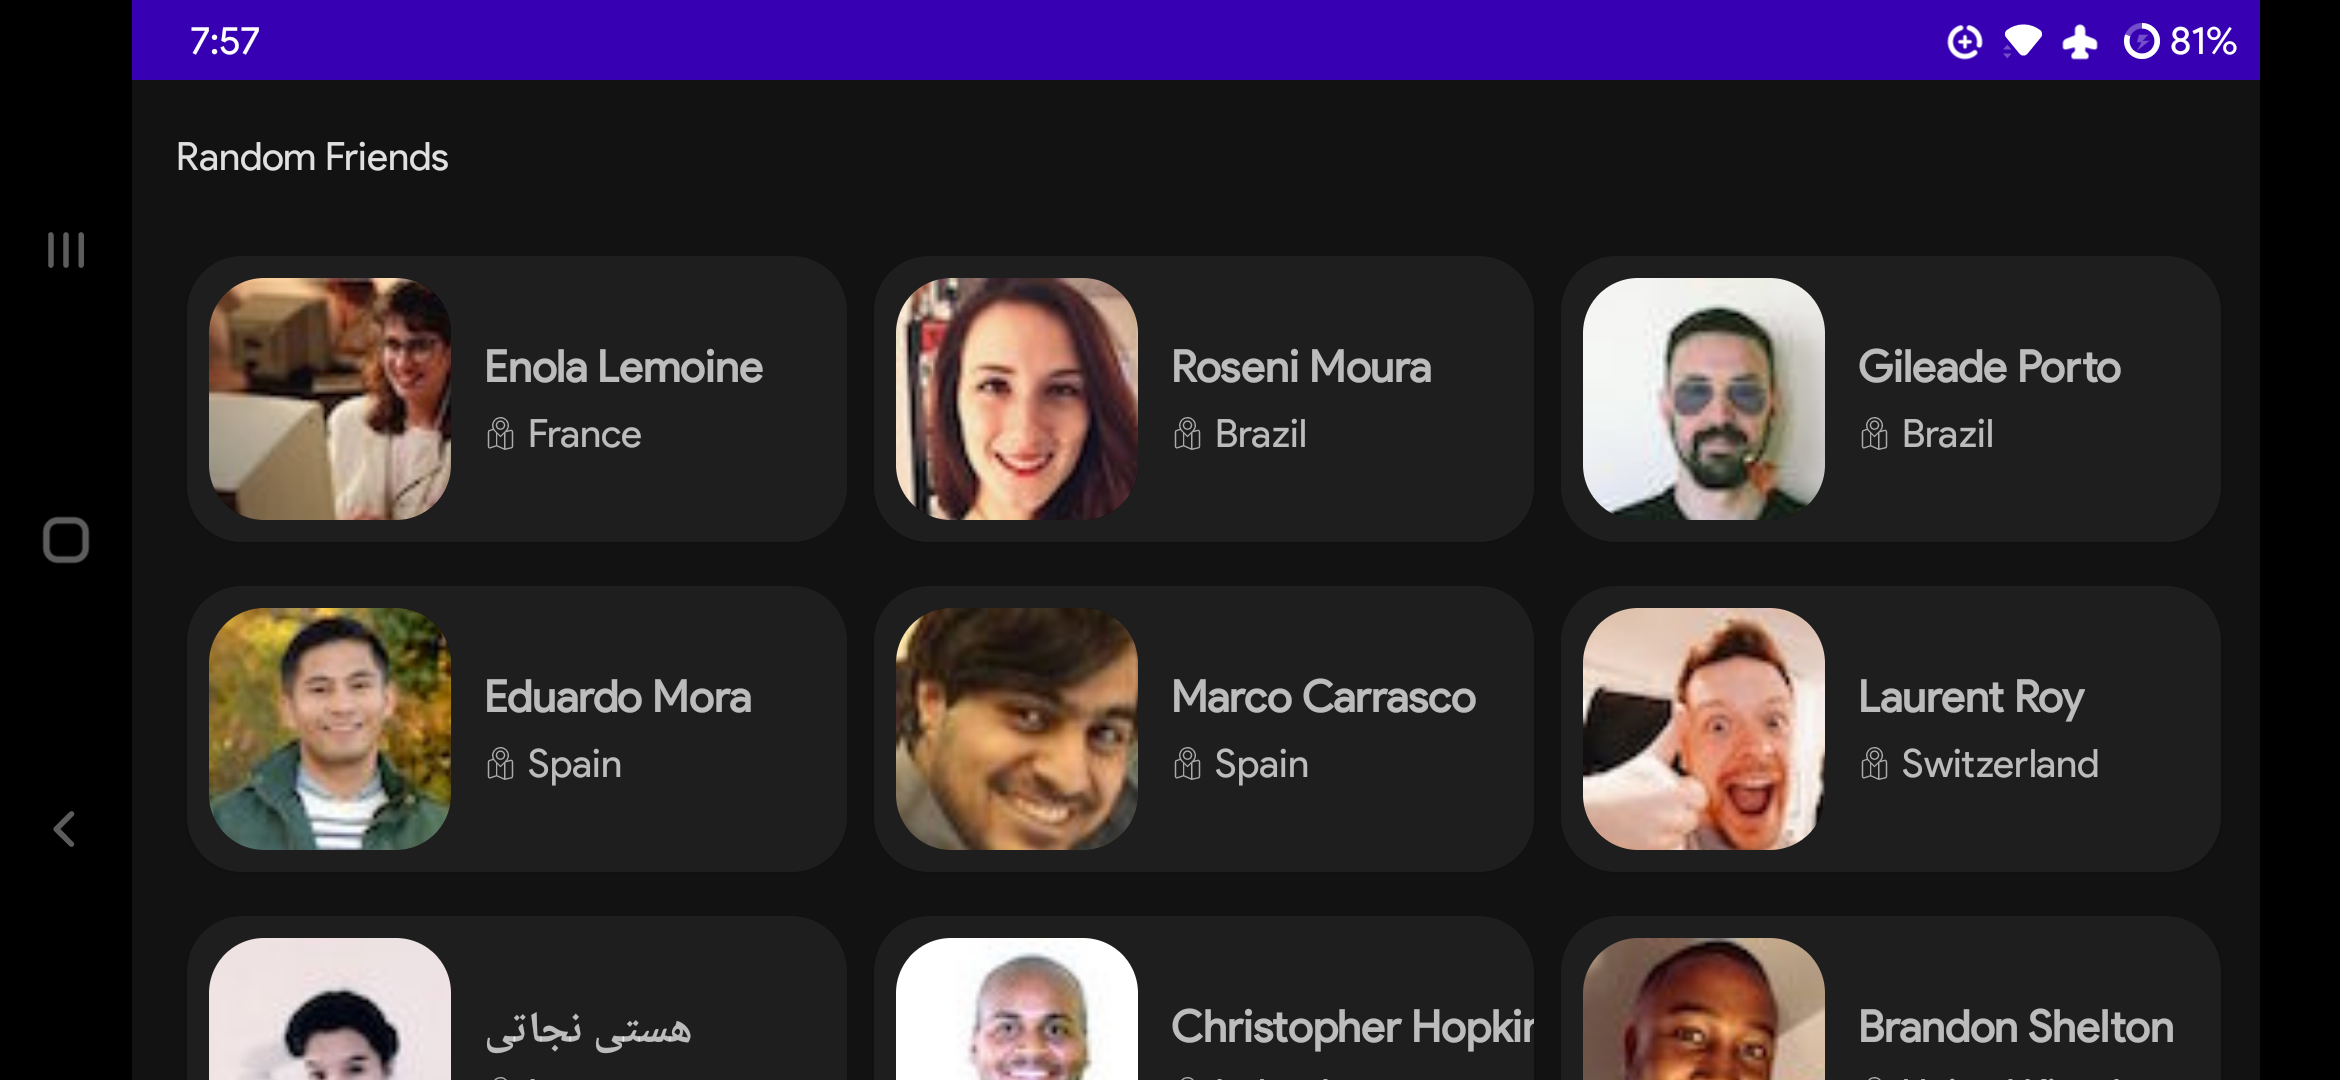 7:57
81%
Random Friends
Enola Lemoine
France
Roseni Moura
Brazil
Gileade Porto
Brazil
Eduardo Mora
Spain
Marco Carrasco
Spain
Laurent Roy
Switzerland
هستی نجاتی
Christopher
Brandon Shelton